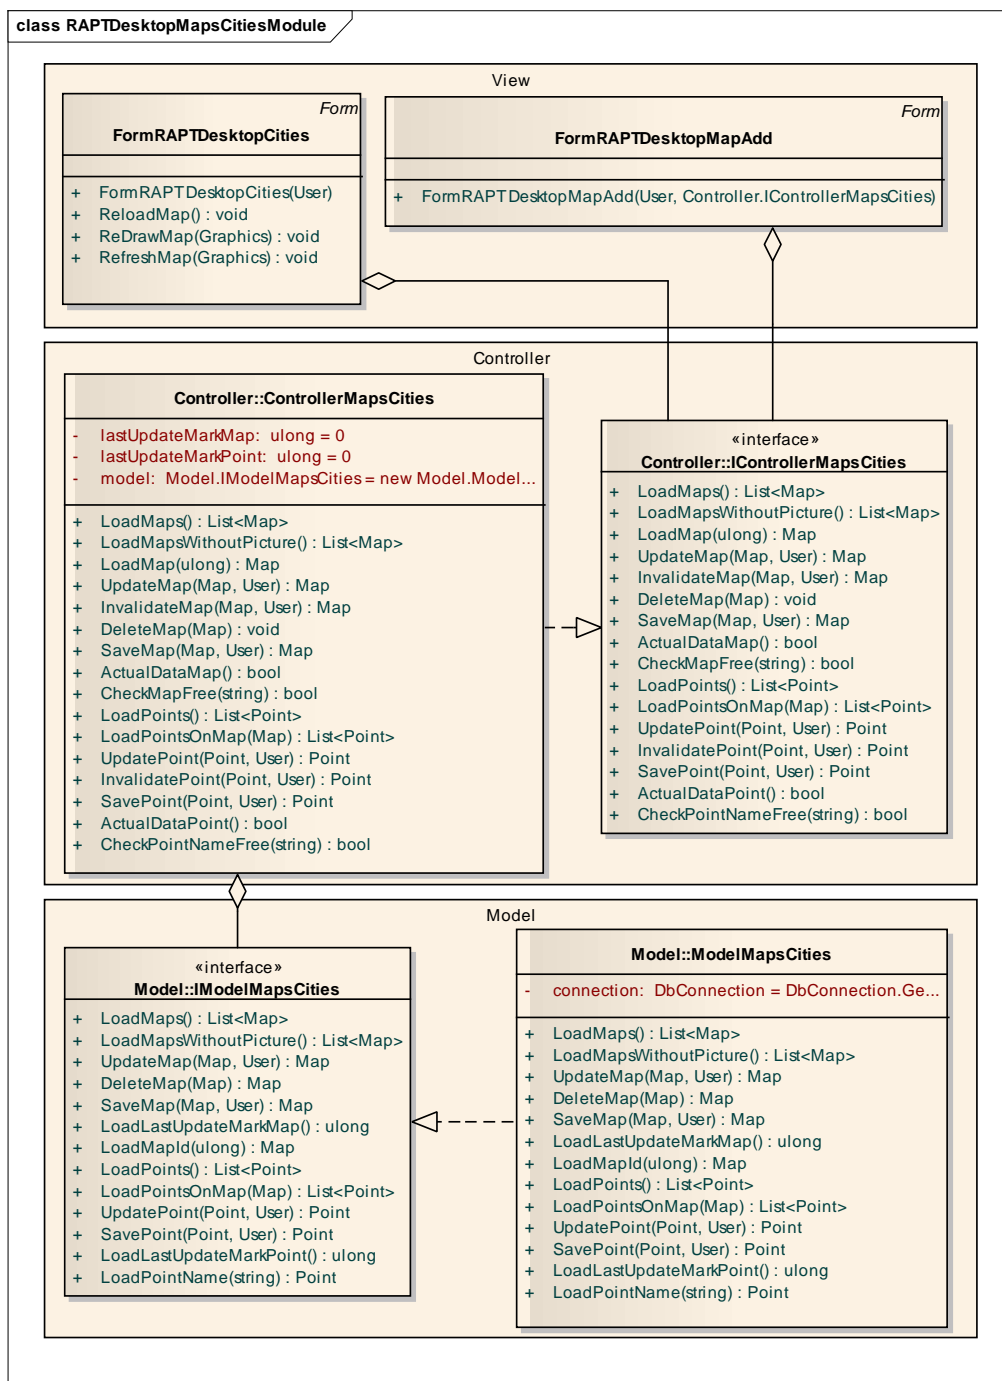 class RAPTDesktopMapsCitiesModule
View
Form
FormRAPTDesktopCities
+ FormRAPTDesktopCities(User)
+ ReloadMap() : void
+ ReDrawMap(Graphics) : void
+ RefreshMap(Graphics) : void
Form
FormRAPTDesktopMapAdd
+ FormRAPTDesktopMapAdd(User, Controller.IControllerMapsCities)
Controller
Controller::ControllerMapsCities
- lastUpdateMarkMap: ulong = 0
- lastUpdateMarkPoint: ulong = 0
- model: Model.IModelMapsCities = new Model.Model...
+ LoadMaps() : List<Map>
+ LoadMapsWithoutPicture() : List<Map>
+ LoadMap(ulong) : Map
+ UpdateMap(Map, User) : Map
+ InvalidateMap(Map, User) : Map
+ DeleteMap(Map) : void
+ SaveMap(Map, User) : Map
+ ActualDataMap() : bool
+ CheckMapFree(string) : bool
+ LoadPoints() : List<Point>
+ LoadPointsOnMap(Map) : List<Point>
+ UpdatePoint(Point, User) : Point
+ InvalidatePoint(Point, User) : Point
+ SavePoint(Point, User) : Point
+ ActualDataPoint() : bool
+ CheckPointNameFree(string) : bool
«interface»
Controller::IControllerMapsCities
+ LoadMaps() : List<Map>
+ LoadMapsWithoutPicture() : List<Map>
+ LoadMap(ulong) : Map
+ UpdateMap(Map, User) : Map
+ InvalidateMap(Map, User) : Map
+ DeleteMap(Map) : void
+ SaveMap(Map, User) : Map
+ ActualDataMap() : bool
+ CheckMapFree(string) : bool
+ LoadPoints() : List<Point>
+ LoadPointsOnMap(Map) : List<Point>
+ UpdatePoint(Point, User) : Point
+ InvalidatePoint(Point, User) : Point
+ SavePoint(Point, User) : Point
+ ActualDataPoint() : bool
+ CheckPointNameFree(string) : bool
Model
«interface»
Model::IModelMapsCities
+ LoadMaps() : List<Map>
+ LoadMapsWithoutPicture() : List<Map>
+ UpdateMap(Map, User) : Map
+ DeleteMap(Map) : Map
+ SaveMap(Map, User) : Map
+ LoadLastUpdateMarkMap() : ulong
+ LoadMapId(ulong) : Map
+ LoadPoints() : List<Point>
+ LoadPointsOnMap(Map) : List<Point>
+ UpdatePoint(Point, User) : Point
+ SavePoint(Point, User) : Point
+ LoadLastUpdateMarkPoint() : ulong
+ LoadPointName(string) : Point
Model::ModelMapsCities
- connection: DbConnection = DbConnection.Ge...
+ LoadMaps() : List<Map>
+ LoadMapsWithoutPicture() : List<Map>
+ UpdateMap(Map, User) : Map
+ DeleteMap(Map) : Map
+ SaveMap(Map, User) : Map
+ LoadLastUpdateMarkMap() : ulong
+ LoadMapId(ulong) : Map
+ LoadPoints() : List<Point>
+ LoadPointsOnMap(Map) : List<Point>
+ UpdatePoint(Point, User) : Point
+ SavePoint(Point, User) : Point
+ LoadLastUpdateMarkPoint() : ulong
+ LoadPointName(string) : Point